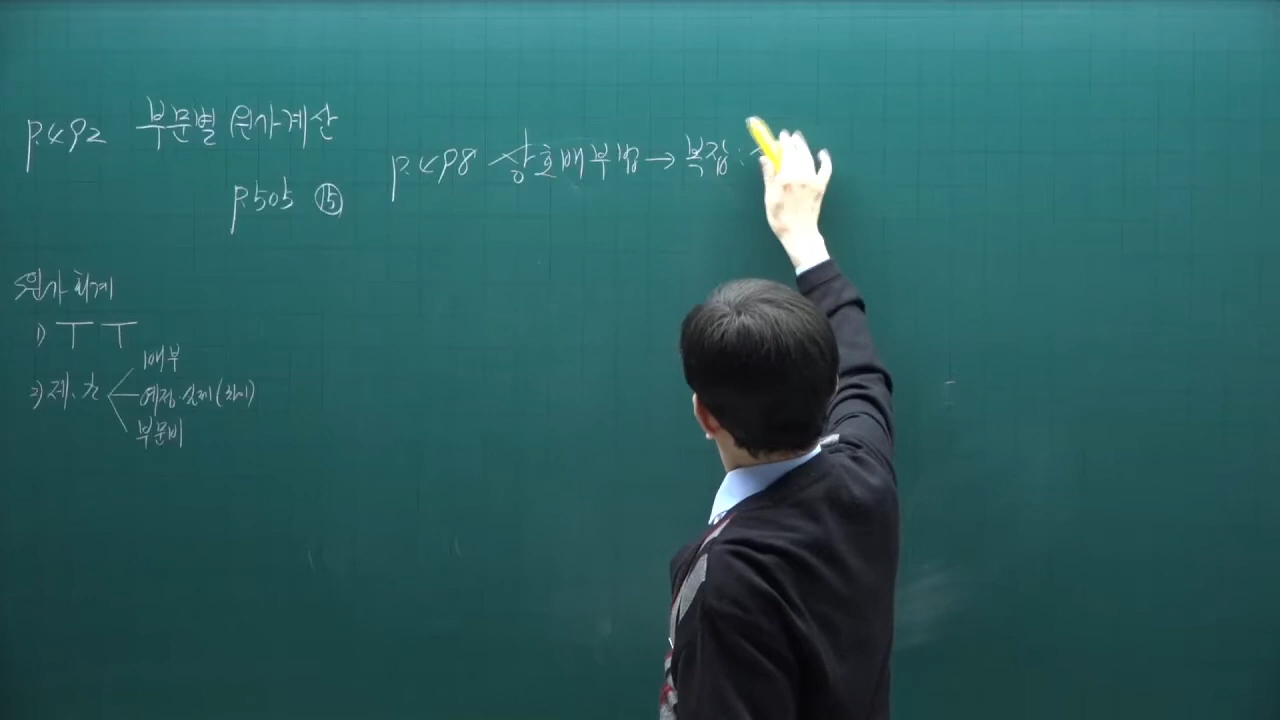 P.492 부문별 원가계산
P.505 ⑮
P.498 상호배부법 → 복잡:
원가회계
1) T T
2) 제.간
배부
예정.실제(차이)
부문비